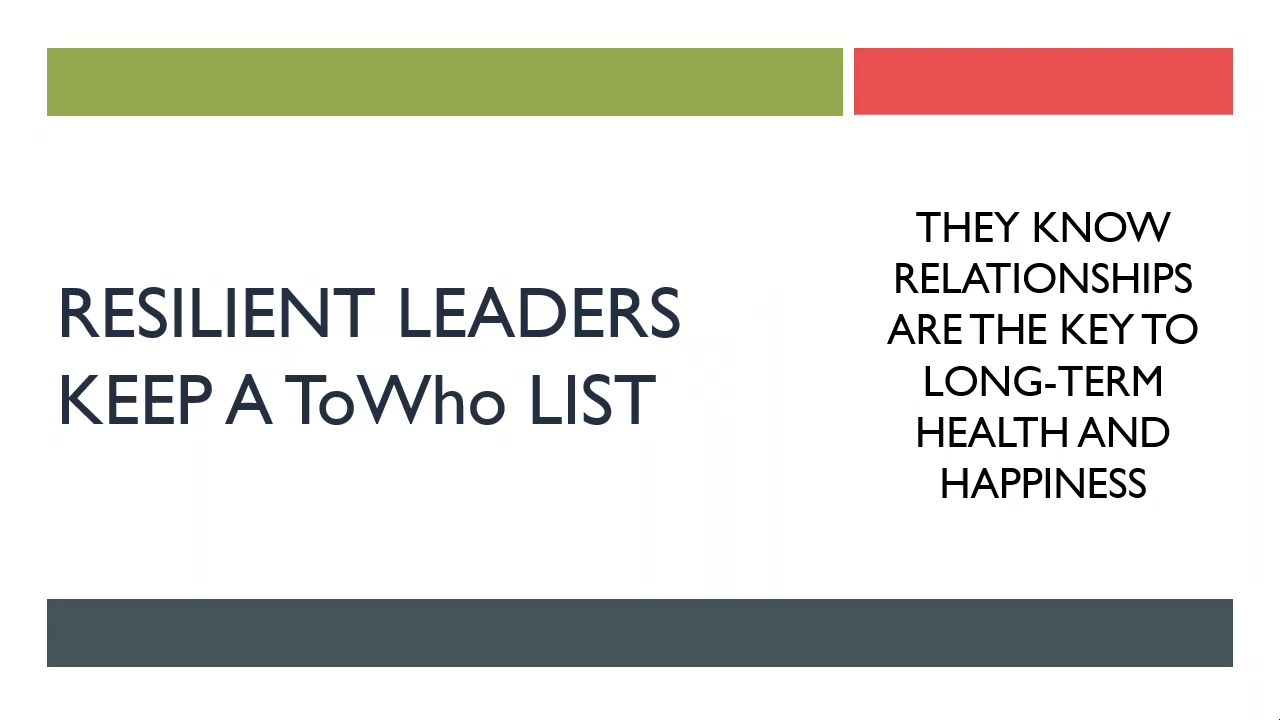 RESILIENT LEADERS
KEEP A ToWho LIST
THEY KNOW
RELATIONSHIPS
ARE THE KEY TO
LONG-TERM
HEALTH AND
HAPPINESS